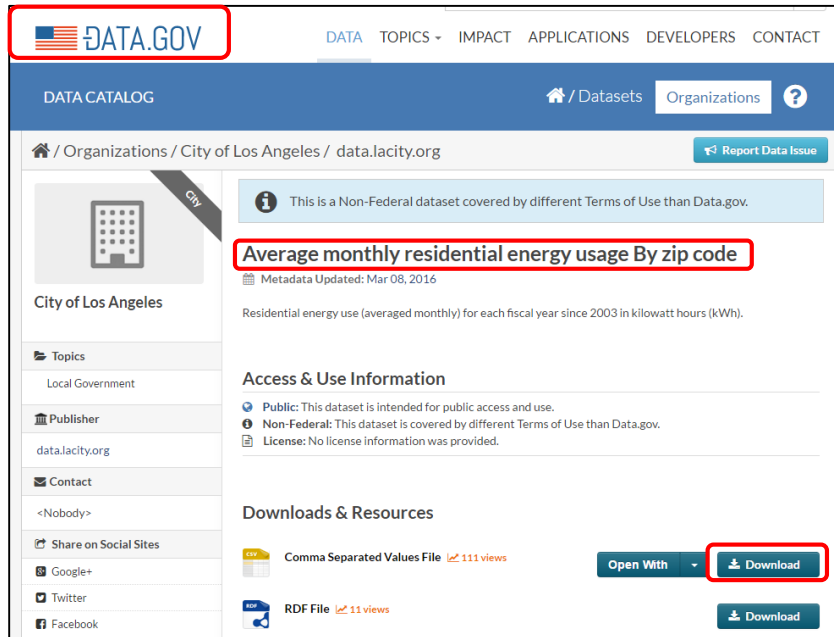 DATA.GOV
DATA TOPICS IMPACT APPLICATIONS DEVELOPERS CONTACT
DATA CATALOG
/ Datasets Organizations ?
/ Organizations / City of Los Angeles / data.lacity.org
Report Data Issue
City
City of Los Angeles
Topics
Local Government
Publisher
data.lacity.org
Contact
<Nobody>
Share on Social Sites
Google+
Twitter
Facebook
This is a Non-Federal dataset covered by different Terms of Use than Data.gov.
Average monthly residential energy usage By zip code
Metadata Updated: Mar 08, 2016
Residential energy use (averaged monthly) for each fiscal year since 2003 in kilowatt hours (kWh).
Access & Use Information
Public: This dataset is intended for public access and use.
Non-Federal: This dataset is covered by different Terms of Use than Data.gov.
License: No license information was provided.
Downloads & Resources
CSV
Comma Separated Values File 111 views
Open With
Download
RDF
RDF File 11 views
Download